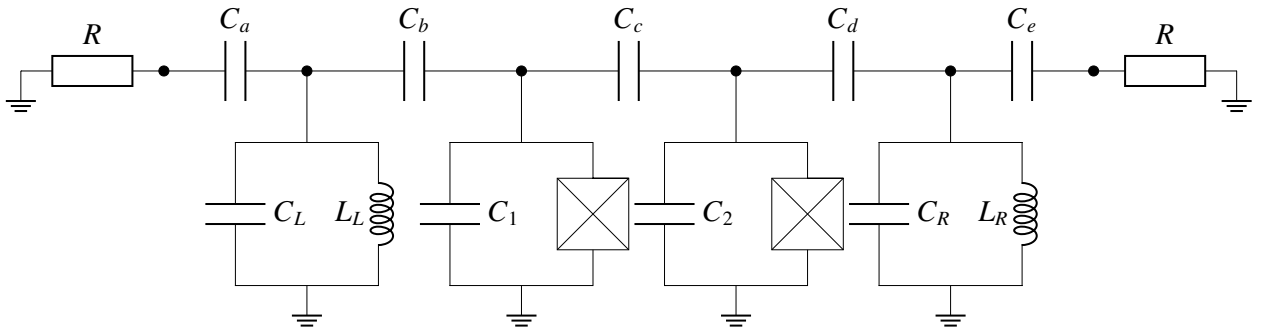 R C_a C_b C_c C_d C_e R
C_L L_L C_1 C_2 C_R L_R